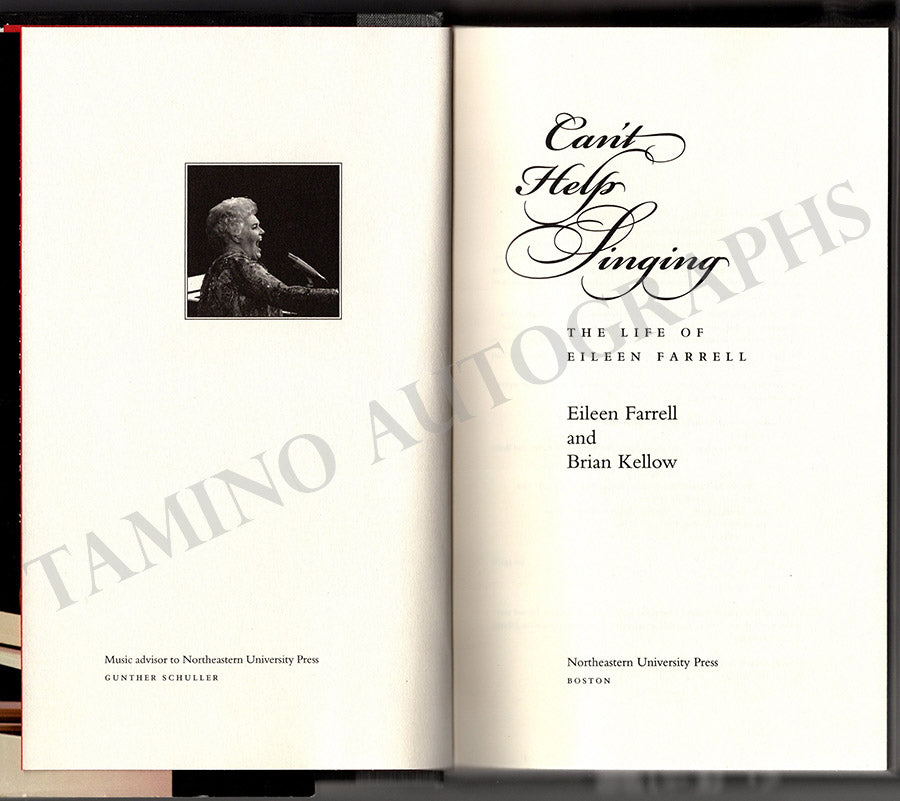 Music advisor to Northeastern University Press
GUNTHER SCHULLER
Can't
Help
Singing
THE LIFE OF
EILEEN FARRELL
Eileen Farrell
and
Brian Kellow
Northeastern University Press
BOSTON
TAMINO AUTOGRAPHS